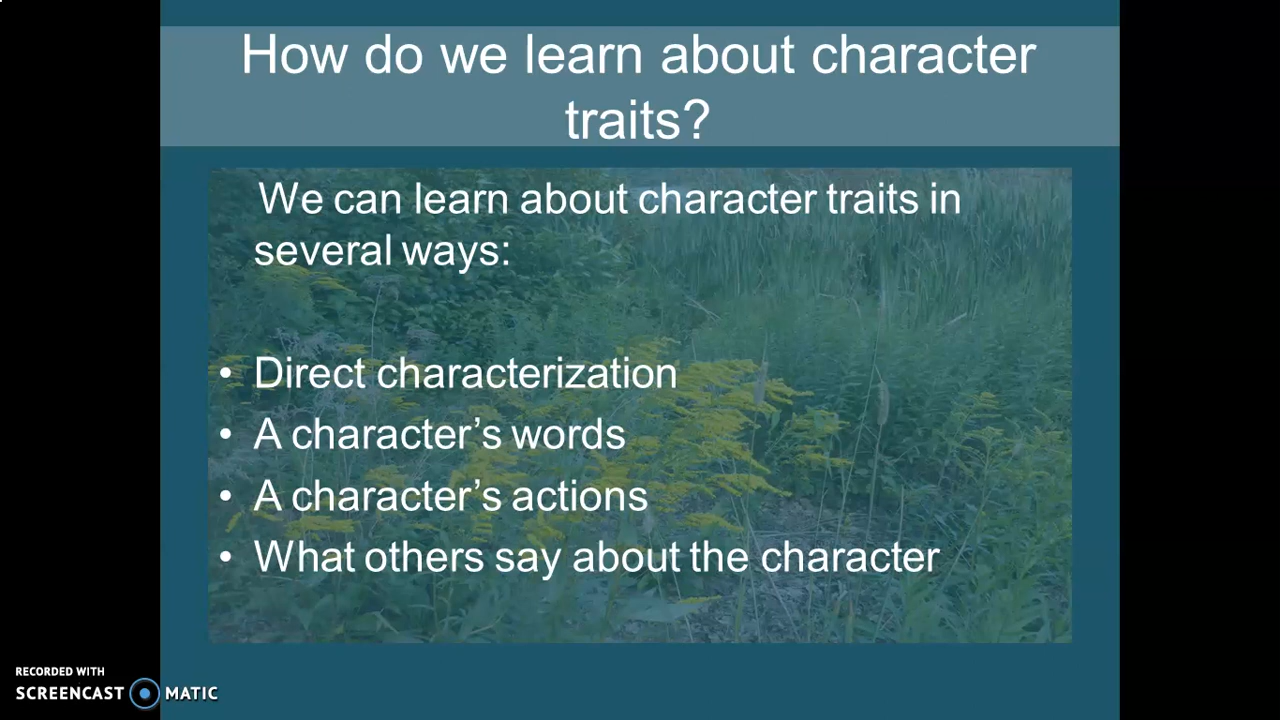 How do we learn about character
traits?
We can learn about character traits in
several ways:
• Direct characterization
• A character’s words
• A character’s actions
• What others say about the character
RECORDED WITH
SCREENCAST MATIC